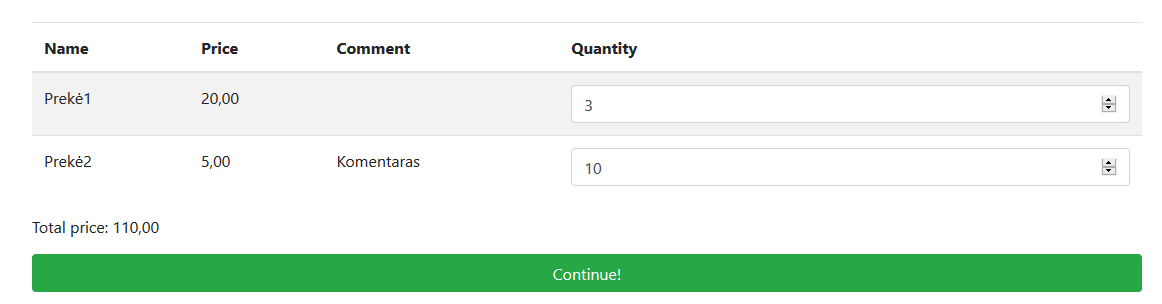 Name Price Comment Quantity
Prekė1 20,00 3
Prekė2 5,00 Komentaras 10
Total price: 110,00
Continue!